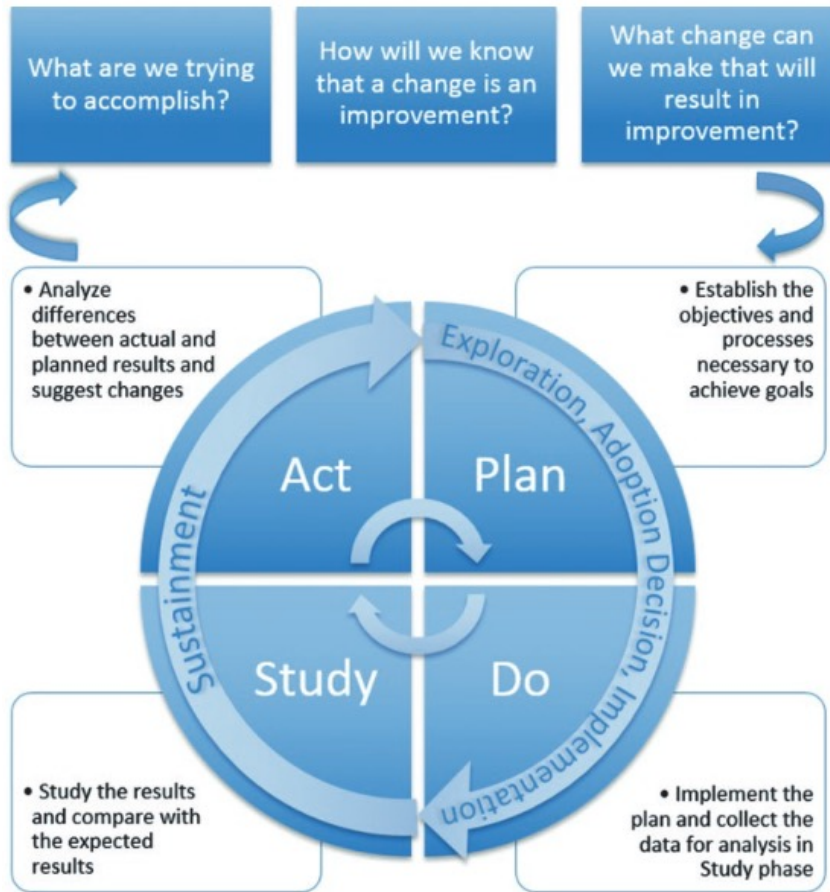 What are we trying
to accomplish?
How will we know
that a change is an
improvement?
What change can
we make that will
result in
improvement?
• Analyze
differences
between actual and
planned results and
suggest changes
• Establish the
objectives and
processes
necessary to
achieve goals
Exploration, Adoption Decision, Implementation
Sustainment
Act
Plan
Study
Do
• Study the results
and compare with
the expected
results
• Implement the
plan and collect the
data for analysis in
Study phase